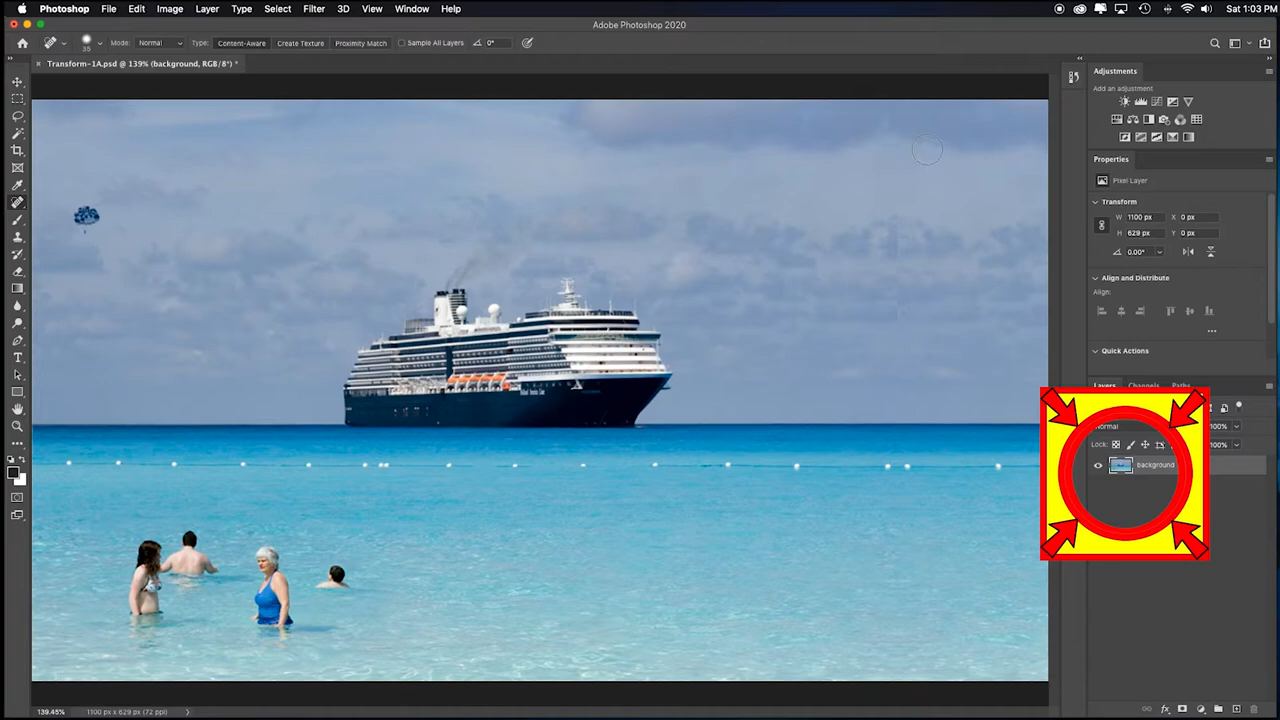 Photoshop File Edit Image Layer Type Select Filter 3D View Window Help Sat 1:03 PM
Adobe Photoshop 2020
35 Mode: Normal Type: Content-Aware Create Texture Proximity Match Sample All Layers 0°
Transform-1A.psd @ 139% (background, RGB/8*) *
Adjustments
Add an adjustment
Properties
Pixel Layer
Transform
W 1100 px X 0 px
H 629 px Y 0 px
0.00°
Align and Distribute
Align:
Quick Actions
Layers Channels Paths
Normal 100%
Lock: 100%
background
139.45% 1100 px x 629 px (72 ppi)